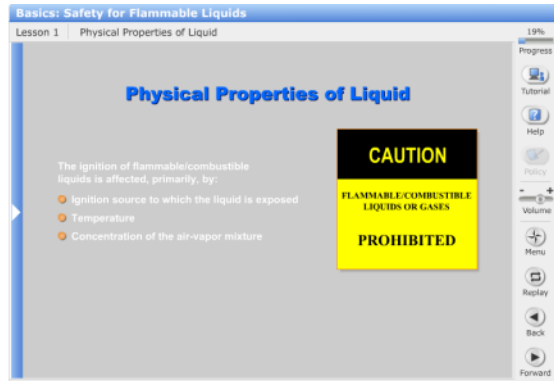 Basics: Safety for Flammable Liquids
Lesson 1 Physical Properties of Liquid
19%
Progress
Tutorial
Help
Policy
- +
Volume
Menu
Replay
Back
Forward
Physical Properties of Liquid
The ignition of flammable/combustible
liquids is affected, primarily, by:
Ignition source to which the liquid is exposed
Temperature
Concentration of the air-vapor mixture
CAUTION
FLAMMABLE/COMBUSTIBLE
LIQUIDS OR GASES
PROHIBITED